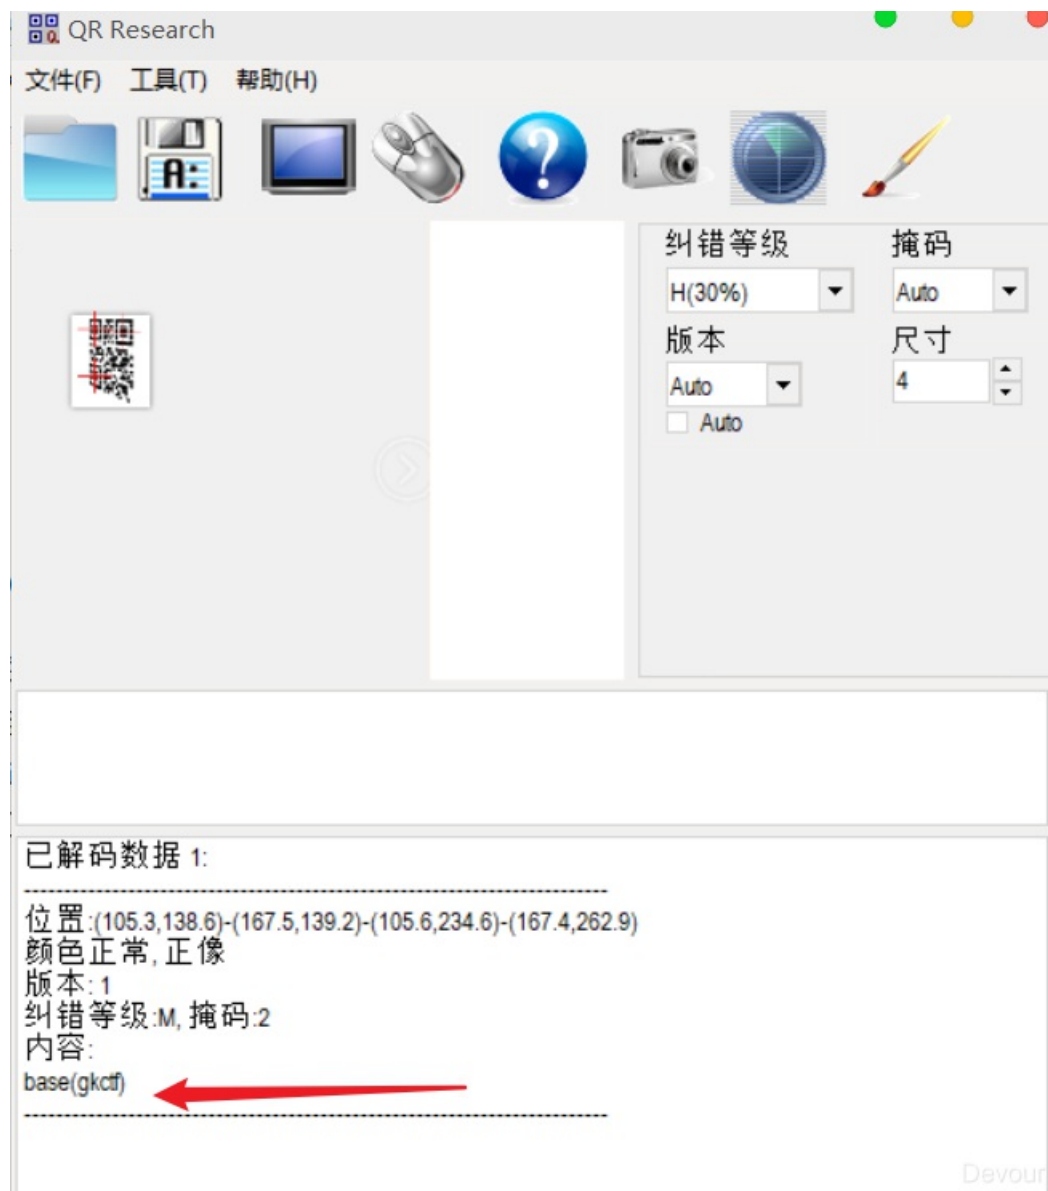 QR Research
文件(F) 工具(T) 帮助(H)
A:
纠错等级 掩码
H(30%) Auto
版本 尺寸
Auto 4
Auto
已解码数据 1:
--------------------------------------------------------------------------------
位置:(105.3,138.6)-(167.5,139.2)-(105.6,234.6)-(167.4,262.9)
颜色正常, 正像
版本: 1
纠错等级:M, 掩码:2
内容:
base(gkctf)
--------------------------------------------------------------------------------
Devour